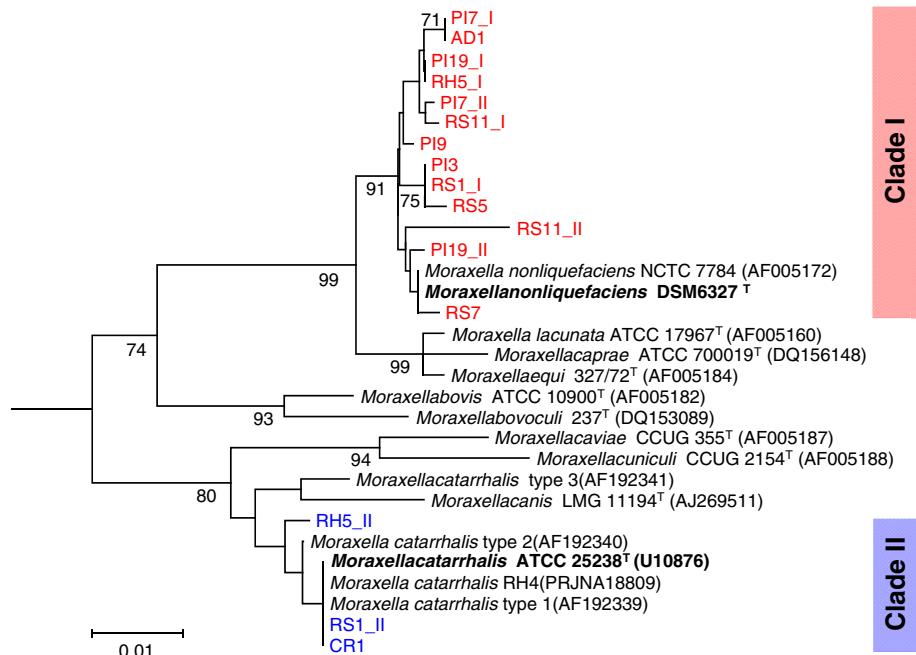 71
PI7_I
AD1
PI19_I
RH5_I
PI7_II
RS11_I
PI9
91
PI3
75
RS1_I
RS5
RS11_II
PI19_II
99
Moraxella nonliquefaciens NCTC 7784 (AF005172)
Moraxellanonliquefaciens DSM6327 T
RS7
Clade I
74
Moraxella lacunata ATCC 17967T (AF005160)
99
Moraxellacaprae ATCC 700019T (DQ156148)
Moraxellaequi 327/72T (AF005184)
Moraxellabovis ATCC 10900T (AF005182)
93
Moraxellabovoculi 237T (DQ153089)
Moraxellacaviae CCUG 355T (AF005187)
94
Moraxellacuniculi CCUG 2154T (AF005188)
80
Moraxellacatarrhalis type 3(AF192341)
Moraxellacanis LMG 11194T (AJ269511)
RH5_II
Moraxella catarrhalis type 2(AF192340)
Moraxellacatarrhalis ATCC 25238T (U10876)
Moraxella catarrhalis RH4(PRJNA18809)
Moraxella catarrhalis type 1(AF192339)
RS1_II
CR1
Clade II
0.01